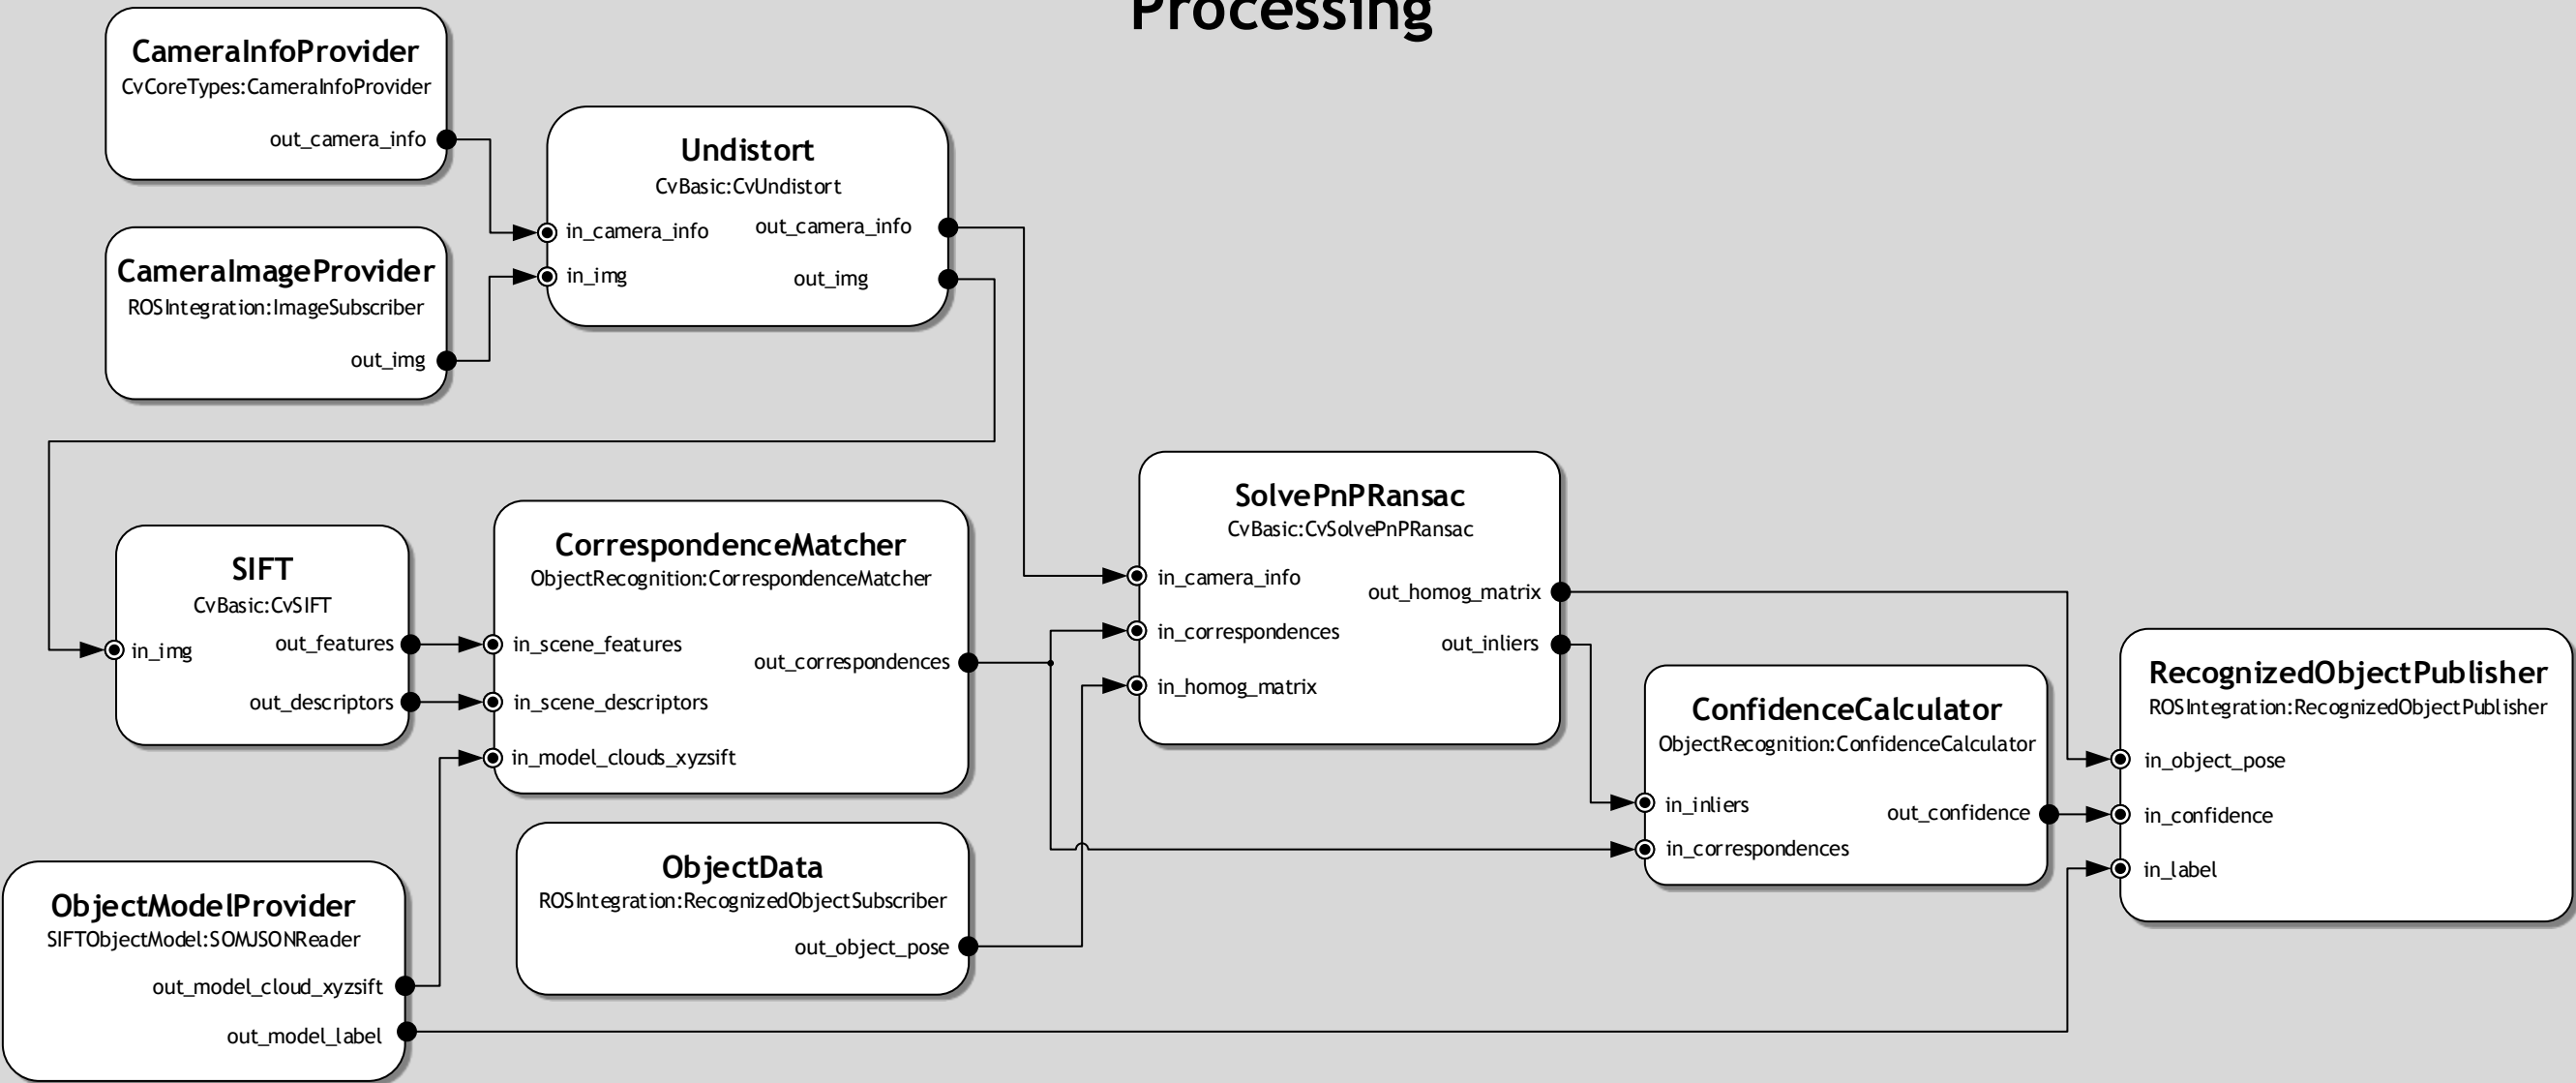 Processing
CameraInfoProvider
CvCoreTypes:CameraInfoProvider
out_camera_info
Undistort
CvBasic:CvUndistort
in_camera_info
out_camera_info
in_img
out_img
CameraImageProvider
ROSIntegration:ImageSubscriber
out_img
SIFT
CvBasic:CvSIFT
in_img
out_features
out_descriptors
CorrespondenceMatcher
ObjectRecognition:CorrespondenceMatcher
in_scene_features
out_correspondences
in_scene_descriptors
in_model_clouds_xyzsift
SolvePnPRansac
CvBasic:CvSolvePnPRansac
in_camera_info
out_homog_matrix
in_correspondences
out_inliers
in_homog_matrix
ConfidenceCalculator
ObjectRecognition:ConfidenceCalculator
in_inliers
out_confidence
in_correspondences
RecognizedObjectPublisher
ROSIntegration:RecognizedObjectPublisher
in_object_pose
in_confidence
in_label
ObjectData
ROSIntegration:RecognizedObjectSubscriber
out_object_pose
ObjectModelProvider
SIFTObjectModel:SOMJSONReader
out_model_cloud_xyzsift
out_model_label